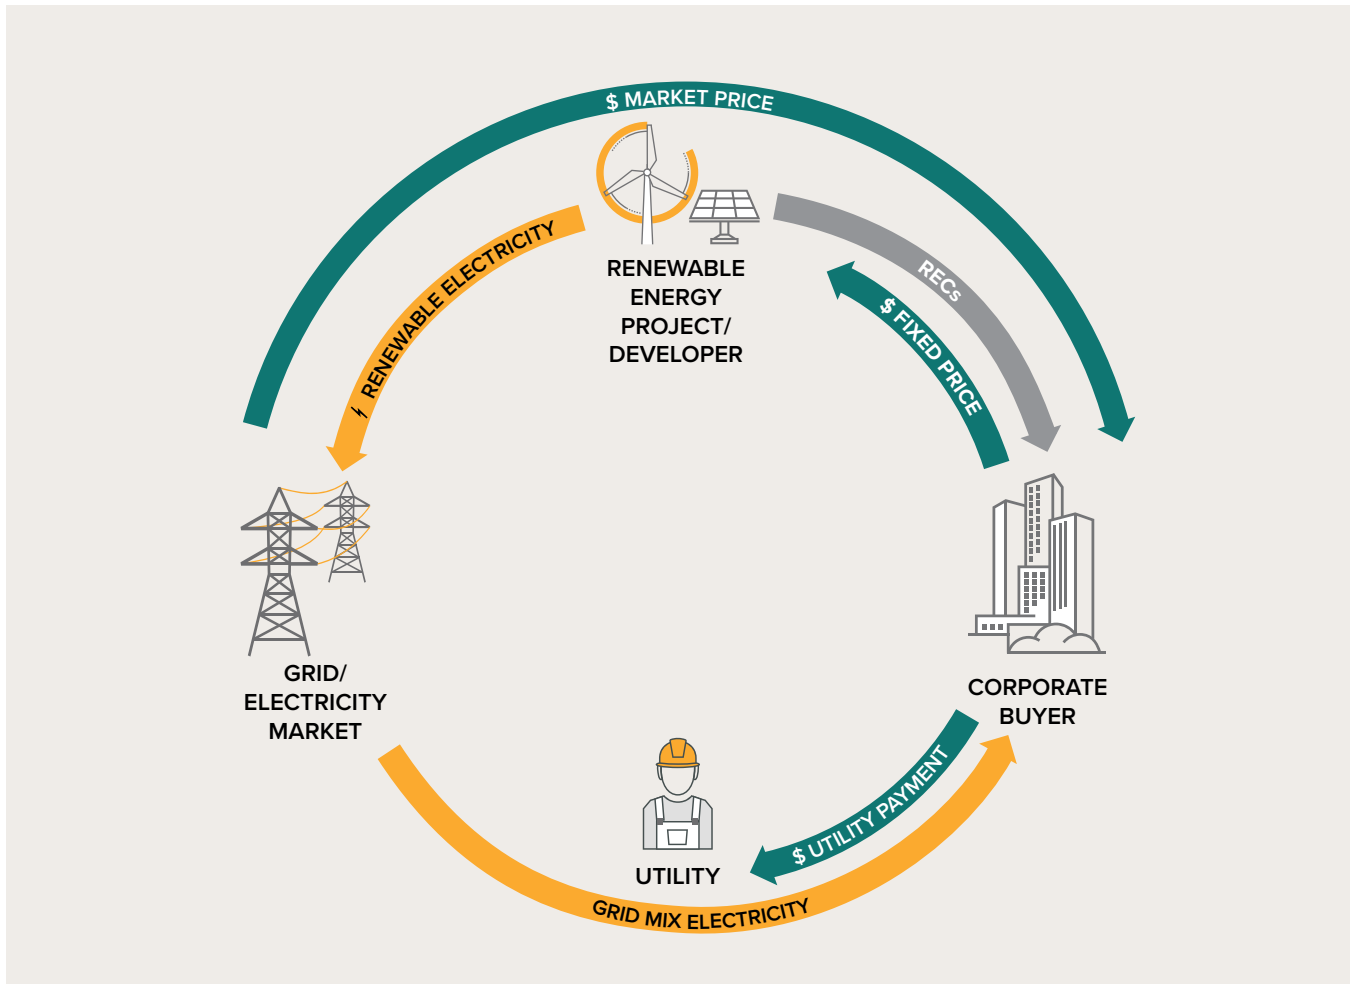 $ MARKET PRICE
RENEWABLE ELECTRICITY
RENEWABLE
ENERGY
PROJECT/
DEVELOPER
RECs
$ FIXED PRICE
GRID/
ELECTRICITY
MARKET
CORPORATE
BUYER
$ UTILITY PAYMENT
UTILITY
GRID MIX ELECTRICITY